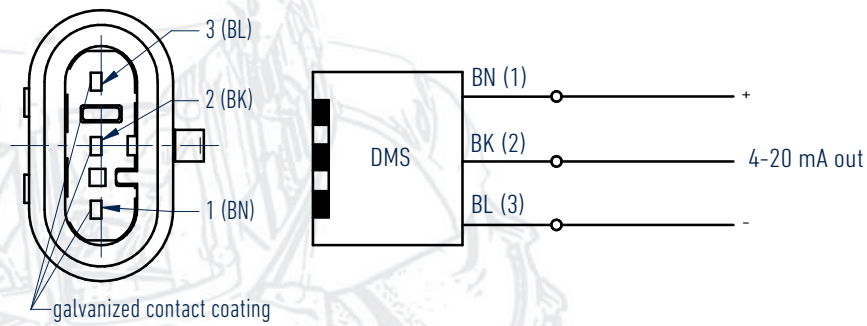 3 (BL)
2 (BK)
1 (BN)
galvanized contact coating
DMS
BN (1)
+
BK (2)
4-20 mA out
BL (3)
-